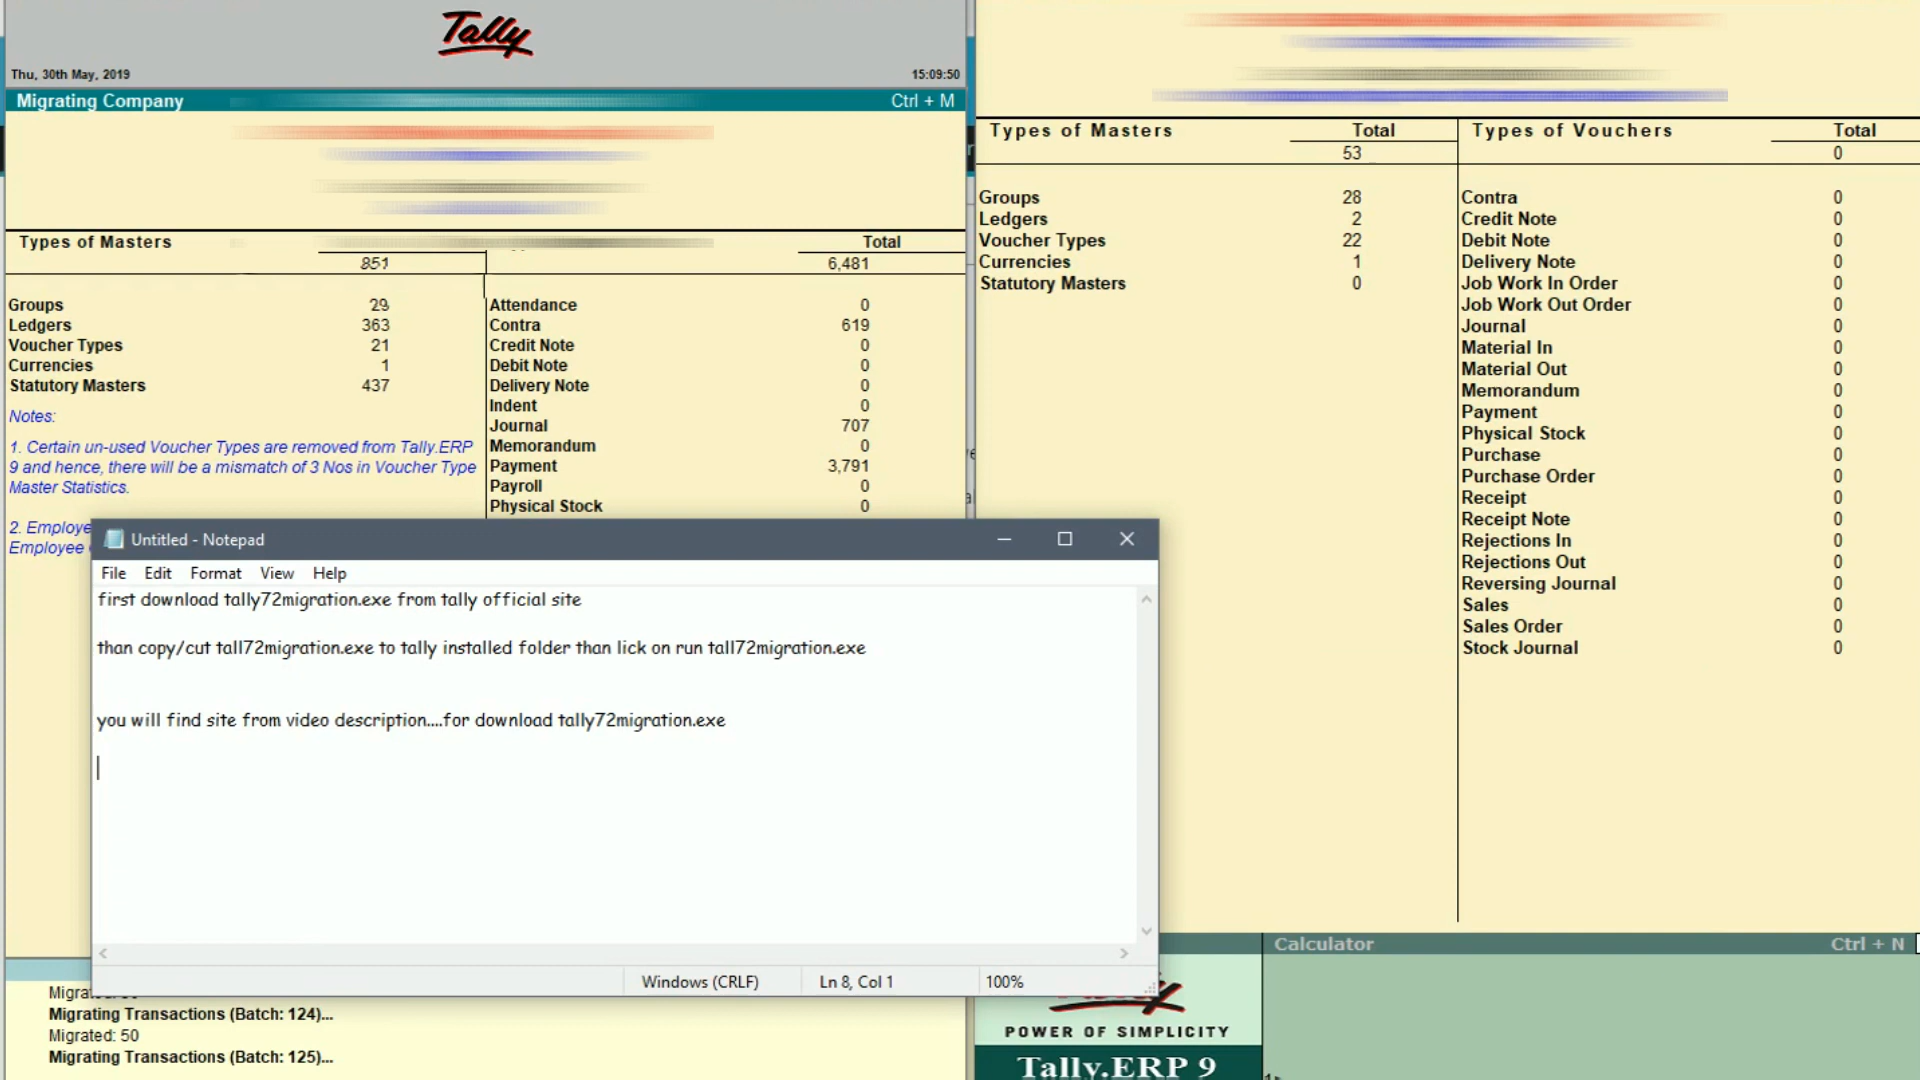 Tally
Thu, 30th May, 2019
15:09:50
Migrating Company
Ctrl + M
Types of Masters
Total
851
6,481
Groups 29
Ledgers 363
Voucher Types 21
Currencies 1
Statutory Masters 437
Notes:
1. Certain un-used Voucher Types are removed from Tally.ERP
9 and hence, there will be a mismatch of 3 Nos in Voucher Type
Master Statistics.
2. Employe
Employee
Attendance 0
Contra 619
Credit Note 0
Debit Note 0
Delivery Note 0
Indent 0
Journal 707
Memorandum 0
Payment 3,791
Payroll 0
Physical Stock 0
Types of Masters Total
53
Groups 28
Ledgers 2
Voucher Types 22
Currencies 1
Statutory Masters 0
Types of Vouchers Total
0
Contra 0
Credit Note 0
Debit Note 0
Delivery Note 0
Job Work In Order 0
Job Work Out Order 0
Journal 0
Material In 0
Material Out 0
Memorandum 0
Payment 0
Physical Stock 0
Purchase 0
Purchase Order 0
Receipt 0
Receipt Note 0
Rejections In 0
Rejections Out 0
Reversing Journal 0
Sales 0
Sales Order 0
Stock Journal 0
Untitled - Notepad
File Edit Format View Help
first download tally72migration.exe from tally official site
than copy/cut tall72migration.exe to tally installed folder than lick on run tall72migration.exe
you will find site from video description....for download tally72migration.exe
Windows (CRLF) Ln 8, Col 1 100%
Migrating Transactions (Batch: 124)...
Migrated: 50
Migrating Transactions (Batch: 125)...
POWER OF SIMPLICITY
Tally.ERP 9
Calculator
Ctrl + N